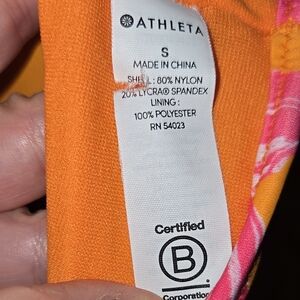 ATHLETA
S
MADE IN CHINA
SHELL: 80% NYLON
20% LYCRA® SPANDEX
LINING:
100% POLYESTER
RN 54023
Certified
B
Corporation